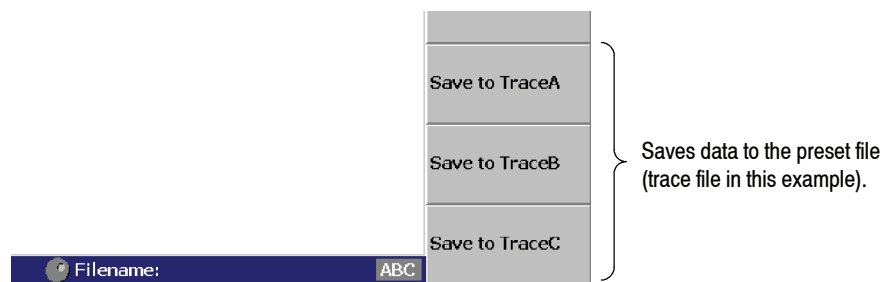 Save to TraceA
Save to TraceB
Saves data to the preset file
(trace file in this example).
Save to TraceC
Filename:
ABC